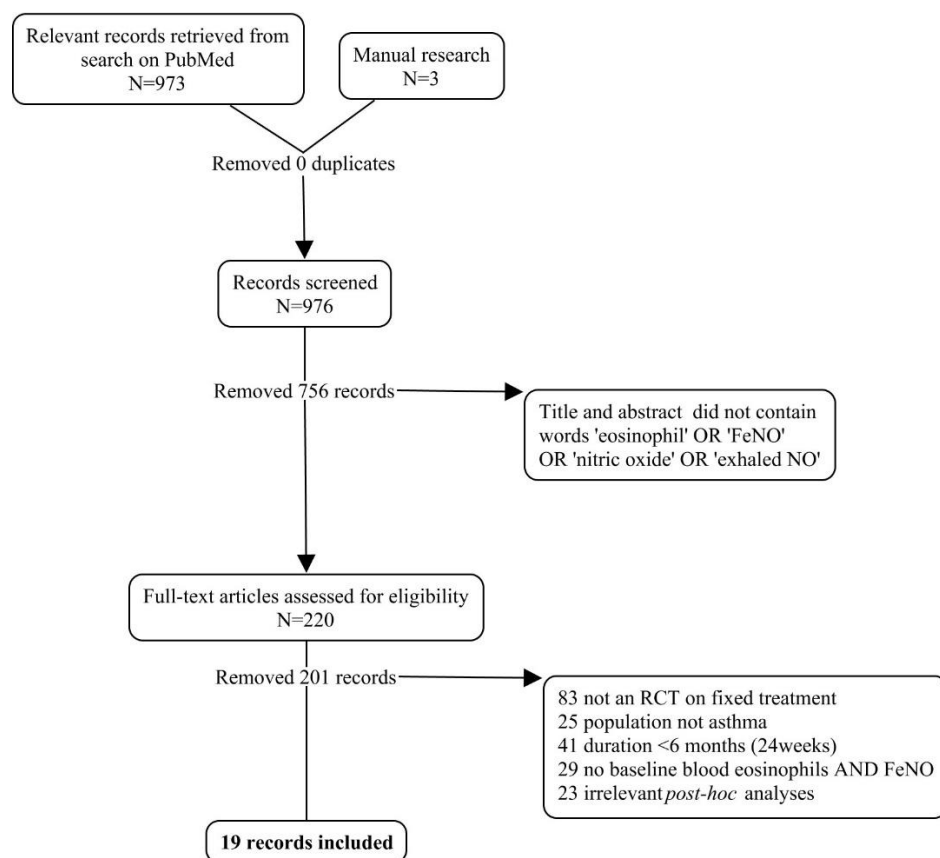 Relevant records retrieved from
search on PubMed
N=973
Manual research
N=3
Removed 0 duplicates
Records screened
N=976
Removed 756 records
Title and abstract did not contain
words 'eosinophil' OR 'FeNO'
OR 'nitric oxide' OR 'exhaled NO'
Full-text articles assessed for eligibility
N=220
Removed 201 records
83 not an RCT on fixed treatment
25 population not asthma
41 duration <6 months (24weeks)
29 no baseline blood eosinophils AND FeNO
23 irrelevant post-hoc analyses
19 records included